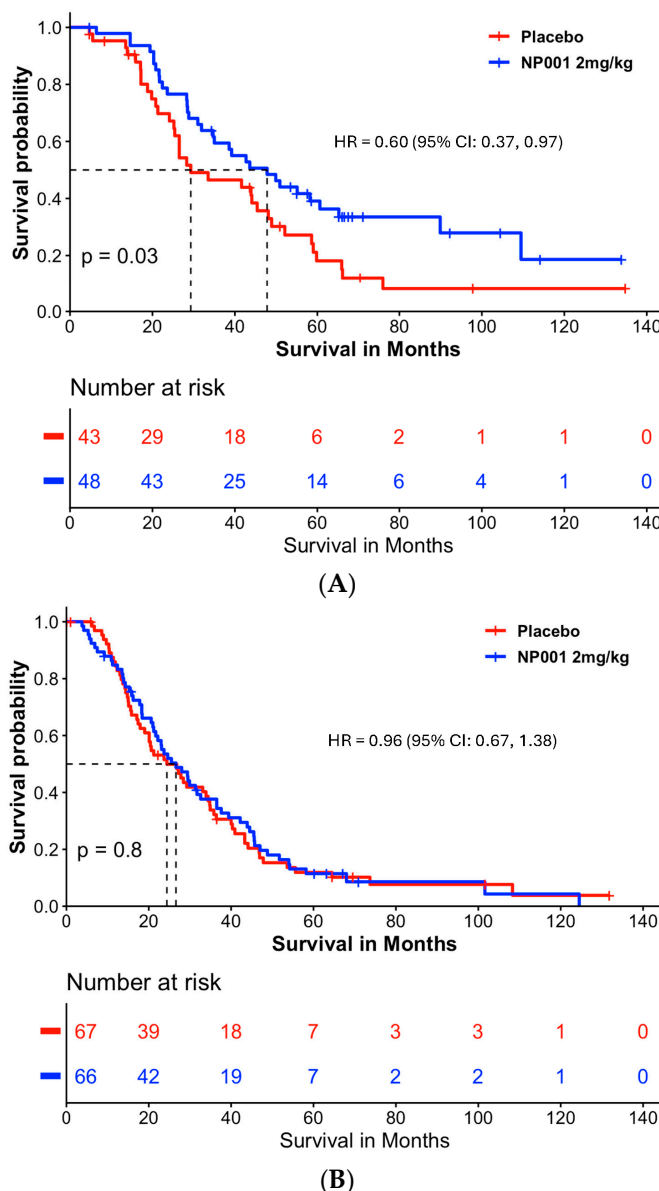 1.0
0.8
0.6
0.4
0.2
0.0
Survival probability
Placebo
NP001 2mg/kg
HR = 0.60 (95% CI: 0.37, 0.97)
p = 0.03
0 20 40 60 80 100 120 140
Survival in Months
Number at risk
43 29 18 6 2 1 1 0
48 43 25 14 6 4 1 0
0 20 40 60 80 100 120 140
Survival in Months
(A)
1.0
0.8
0.6
0.4
0.2
0.0
Survival probability
Placebo
NP001 2mg/kg
HR = 0.96 (95% CI: 0.67, 1.38)
p = 0.8
0 20 40 60 80 100 120 140
Survival in Months
Number at risk
67 39 18 7 3 3 1 0
66 42 19 7 2 2 1 0
0 20 40 60 80 100 120 140
Survival in Months
(B)